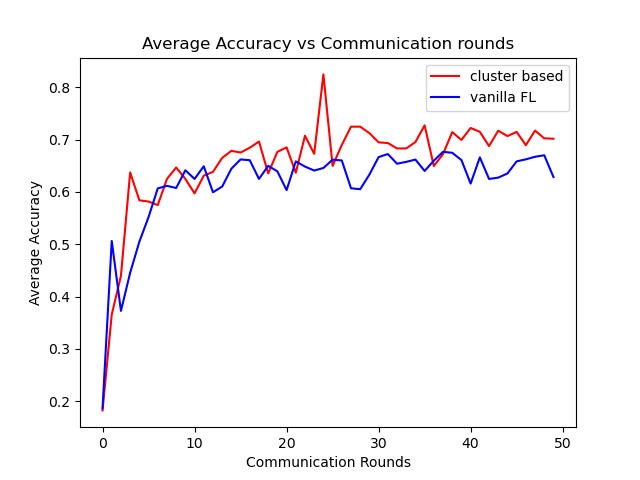 Average Accuracy vs Communication rounds
cluster based
vanilla FL
0.8
0.7
0.6
0.5
0.4
0.3
0.2
Average Accuracy
0 10 20 30 40 50
Communication Rounds